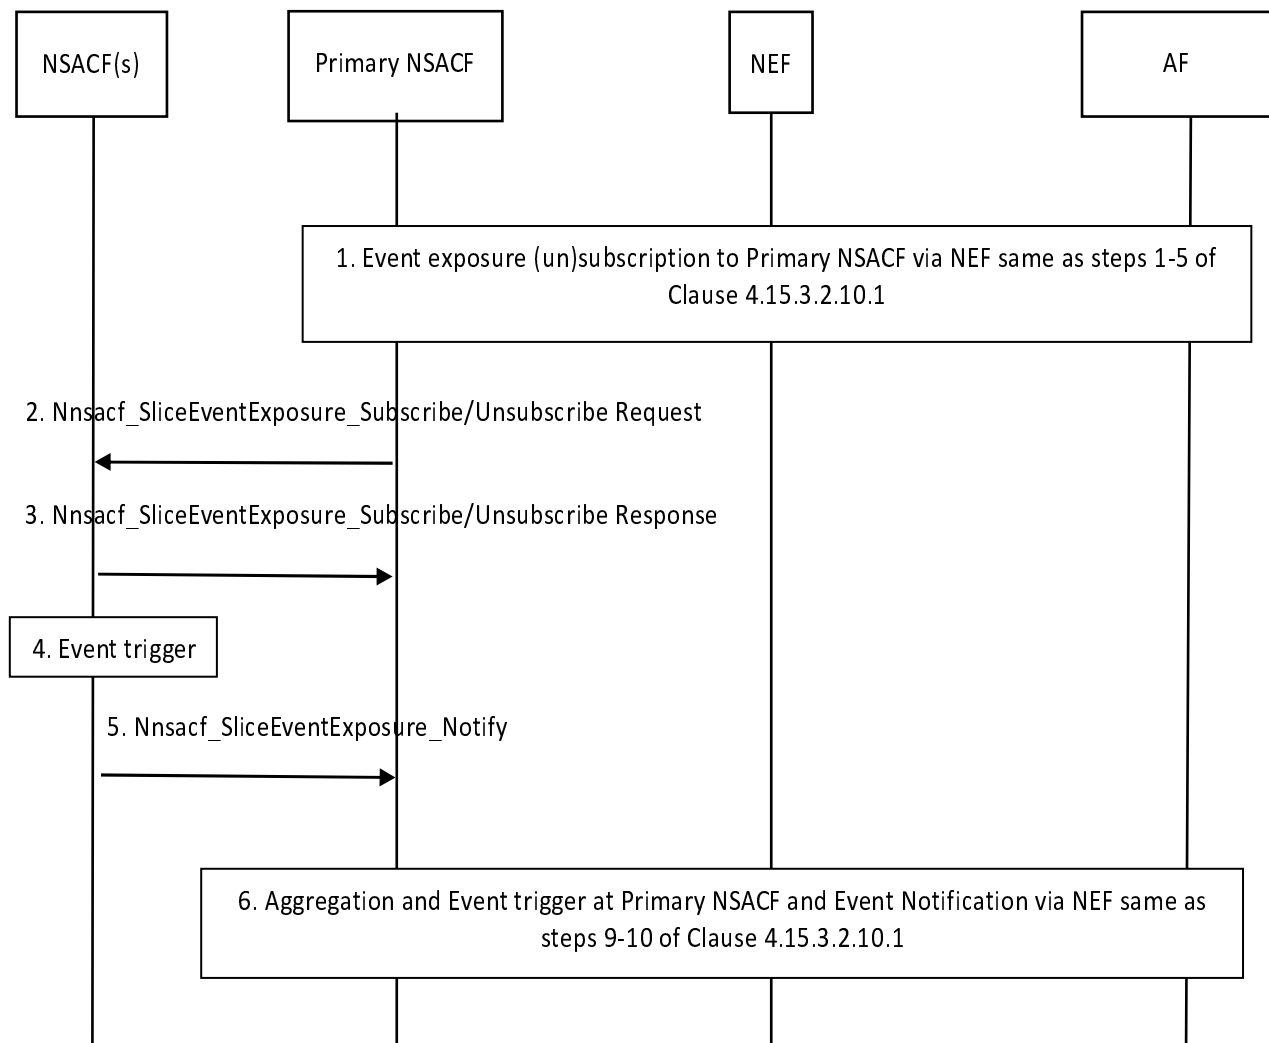 NSACF(s)
Primary NSACF
NEF
AF
1. Event exposure (un)subscription to Primary NSACF via NEF same as steps 1-5 of
Clause 4.15.3.2.10.1
2. Nnsacf_SliceEventExposure_Subscribe/Unsubscribe Request
3. Nnsacf_SliceEventExposure_Subscribe/Unsubscribe Response
4. Event trigger
5. Nnsacf_SliceEventExposure_Notify
6. Aggregation and Event trigger at Primary NSACF and Event Notification via NEF same as
steps 9-10 of Clause 4.15.3.2.10.1